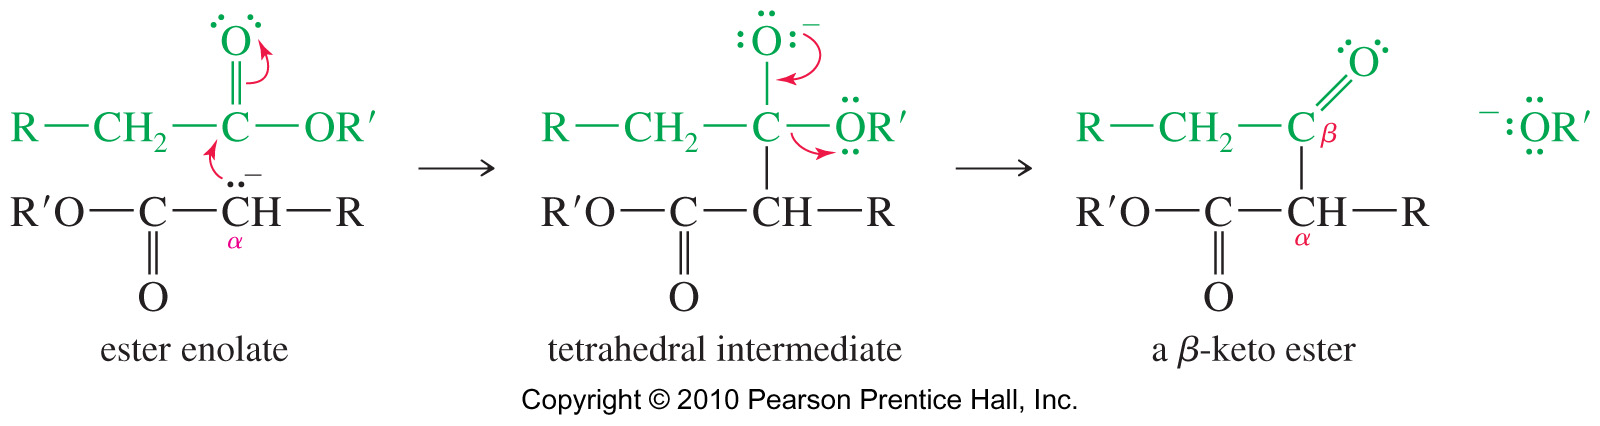 O O − O
R—CH₂—C—OR′ R—CH₂—C—OR′ R—CH₂—C β − OR′
R′O—C—CH−—R R′O—C—CH—R R′O—C—CH—R
α α
O O O
ester enolate tetrahedral intermediate a β-keto ester
Copyright © 2010 Pearson Prentice Hall, Inc.